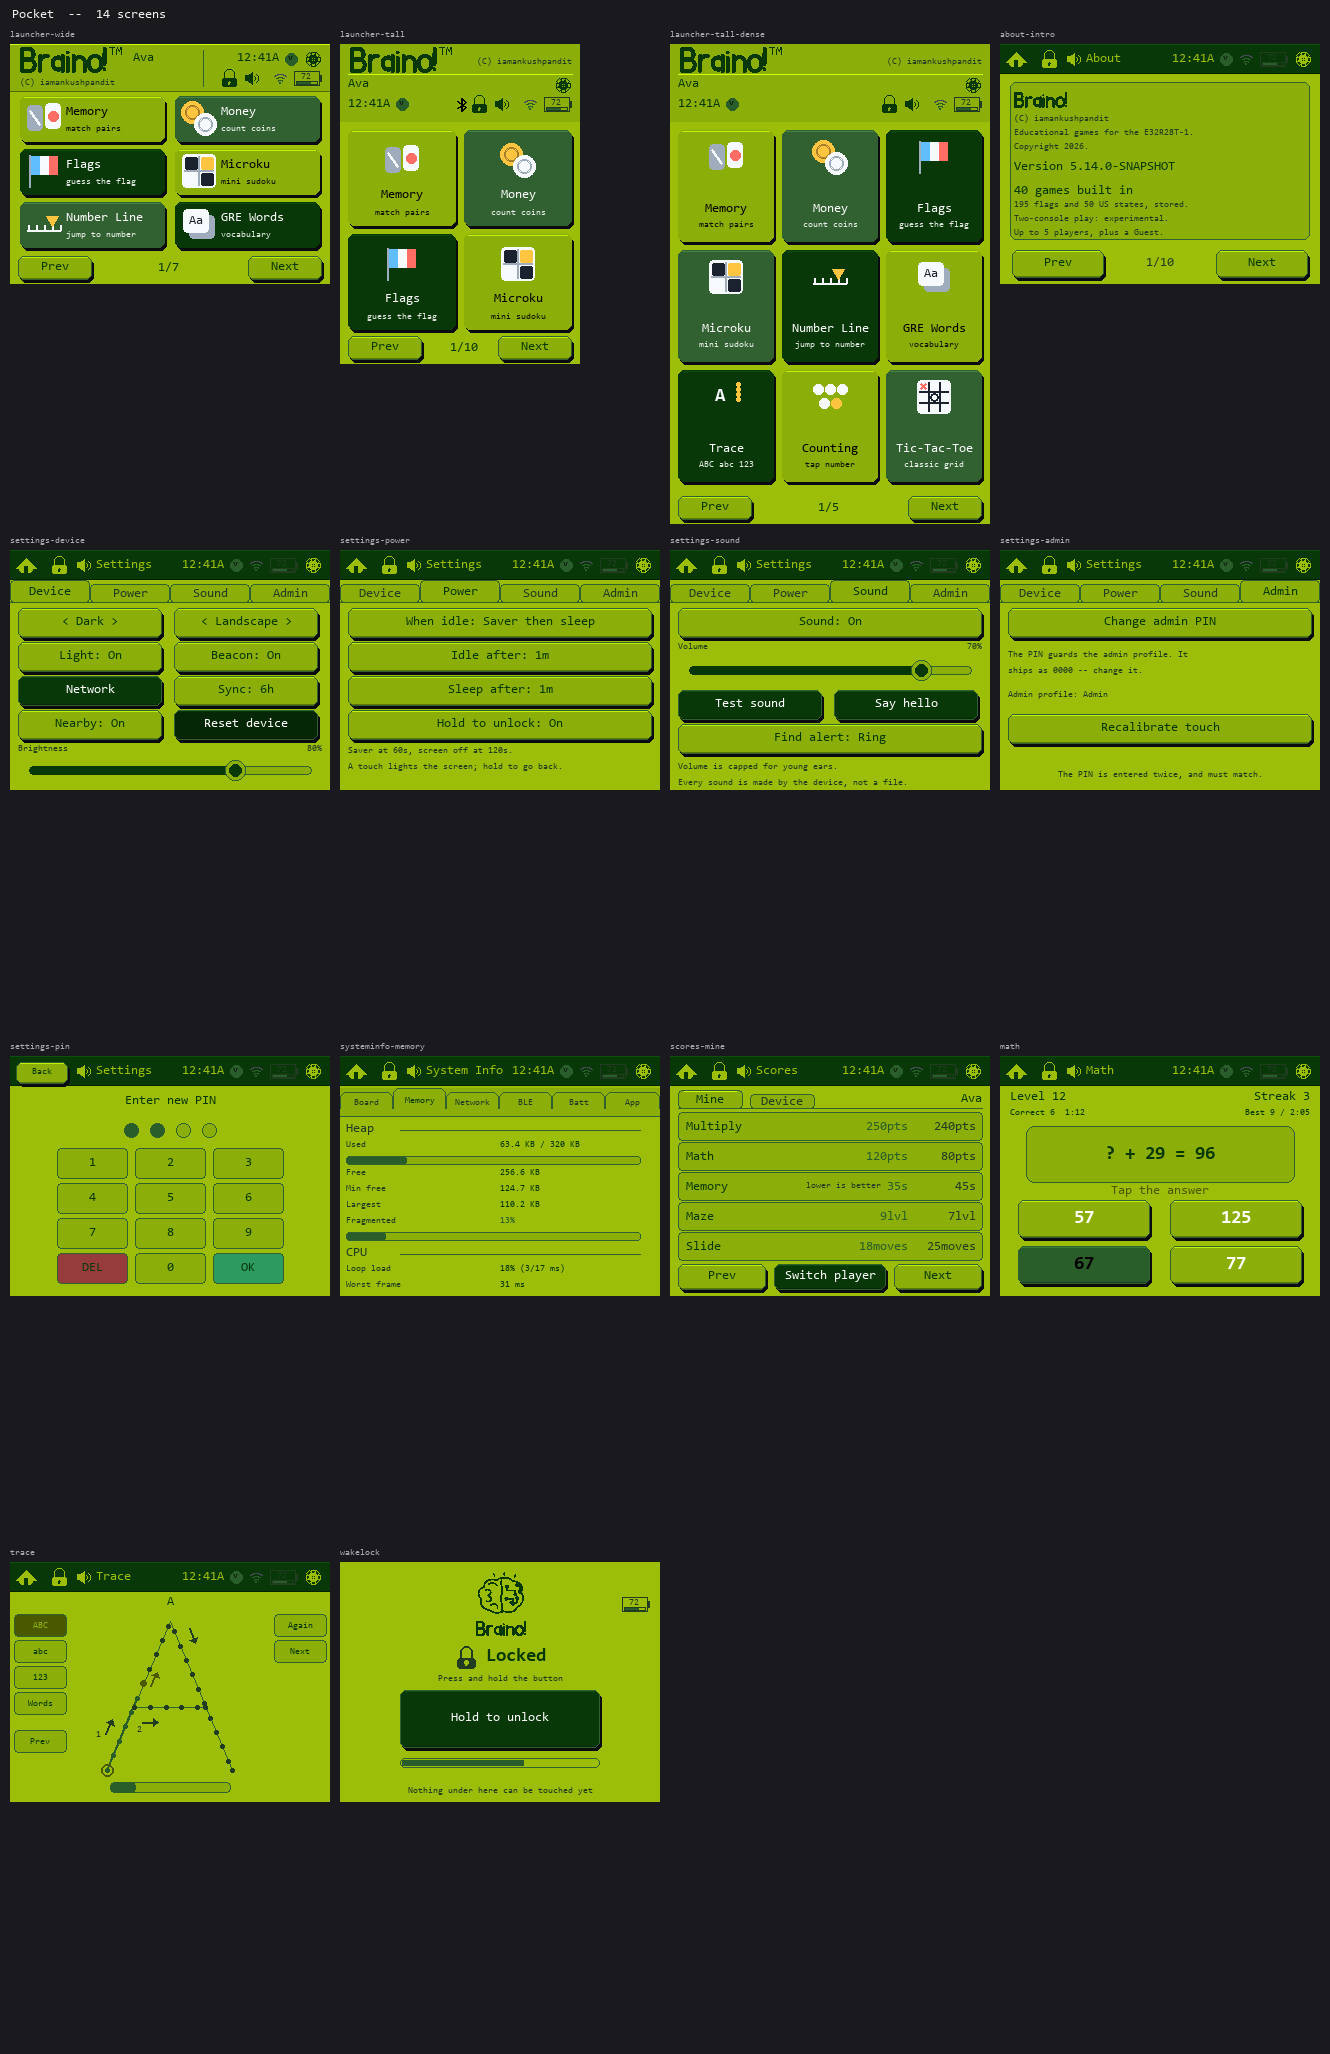 Pocket -- 14 screens
launcher-wide
Braino!™ Ava 12:41A
(C) iamankushpandit 72
Memory
match pairs
Money
count coins
Flags
guess the flag
Microku
mini sudoku
Number Line
jump to number
Aa
GRE Words
vocabulary
Prev 1/7 Next
launcher-tall
Braino!™ (C) iamankushpandit
Ava
12:41A 72
Memory
match pairs
Money
count coins
Flags
guess the flag
Microku
mini sudoku
Prev 1/10 Next
launcher-tall-dense
Braino!™ (C) iamankushpandit
Ava
12:41A 72
Memory
match pairs
Money
count coins
Flags
guess the flag
Microku
mini sudoku
Number Line
jump to number
Aa
GRE Words
vocabulary
A
Trace
ABC abc 123
Counting
tap number
Tic-Tac-Toe
classic grid
Prev 1/5 Next
about-intro
About 12:41A 72
Braino!
(C) iamankushpandit
Educational games for the E32R28T-1.
Copyright 2026.
Version 5.14.0-SNAPSHOT
40 games built in
195 flags and 50 US states, stored.
Two-console play: experimental.
Up to 5 players, plus a Guest.
Prev 1/10 Next
settings-device
Settings 12:41A 72
Device Power Sound Admin
< Dark > < Landscape >
Light: On Beacon: On
Network Sync: 6h
Nearby: On Reset device
Brightness 80%
settings-power
Settings 12:41A 72
Device Power Sound Admin
When idle: Saver then sleep
Idle after: 1m
Sleep after: 1m
Hold to unlock: On
Saver at 60s, screen off at 120s.
A touch lights the screen; hold to go back.
settings-sound
Settings 12:41A 72
Device Power Sound Admin
Sound: On
Volume 70%
Test sound Say hello
Find alert: Ring
Volume is capped for young ears.
Every sound is made by the device, not a file.
settings-admin
Settings 12:41A 72
Device Power Sound Admin
Change admin PIN
The PIN guards the admin profile. It
ships as 0000 -- change it.
Admin profile: Admin
Recalibrate touch
The PIN is entered twice, and must match.
settings-pin
Back Settings 12:41A 72
Enter new PIN
1 2 3
4 5 6
7 8 9
DEL 0 OK
systeminfo-memory
System Info 12:41A 72
Board Memory Network BLE Batt App
Heap
Used 63.4 KB / 320 KB
Free 256.6 KB
Min free 124.7 KB
Largest 110.2 KB
Fragmented 13%
CPU
Loop load 18% (3/17 ms)
Worst frame 31 ms
scores-mine
Scores 12:41A 72
Mine Device Ava
Multiply 250pts 240pts
Math 120pts 80pts
Memory lower is better 35s 45s
Maze 9lvl 7lvl
Slide 18moves 25moves
Prev Switch player Next
math
Math 12:41A 72
Level 12 Streak 3
Correct 6 1:12 Best 9 / 2:05
? + 29 = 96
Tap the answer
57 125
67 77
trace
Trace 12:41A 72
A
ABC
abc
123
Words
Prev
Again
Next
1
2
wakelock
72
Braino!
Locked
Press and hold the button
Hold to unlock
Nothing under here can be touched yet